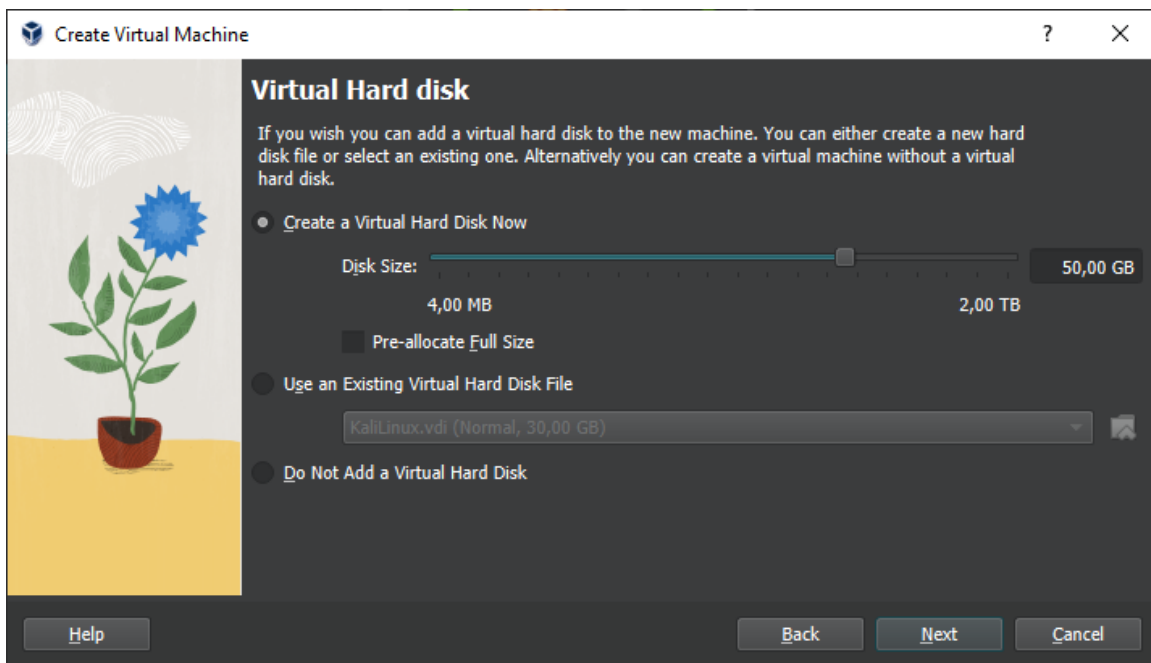 Create Virtual Machine
?
Virtual Hard disk
If you wish you can add a virtual hard disk to the new machine. You can either create a new hard
disk file or select an existing one. Alternatively you can create a virtual machine without a virtual
hard disk.
Create a Virtual Hard Disk Now
Disk Size:
50,00 GB
4,00 MB
2,00 TB
Pre-allocate Full Size
Use an Existing Virtual Hard Disk File
KaliLinux.vdi (Normal, 30,00 GB)
Do Not Add a Virtual Hard Disk
Help
Back
Next
Cancel